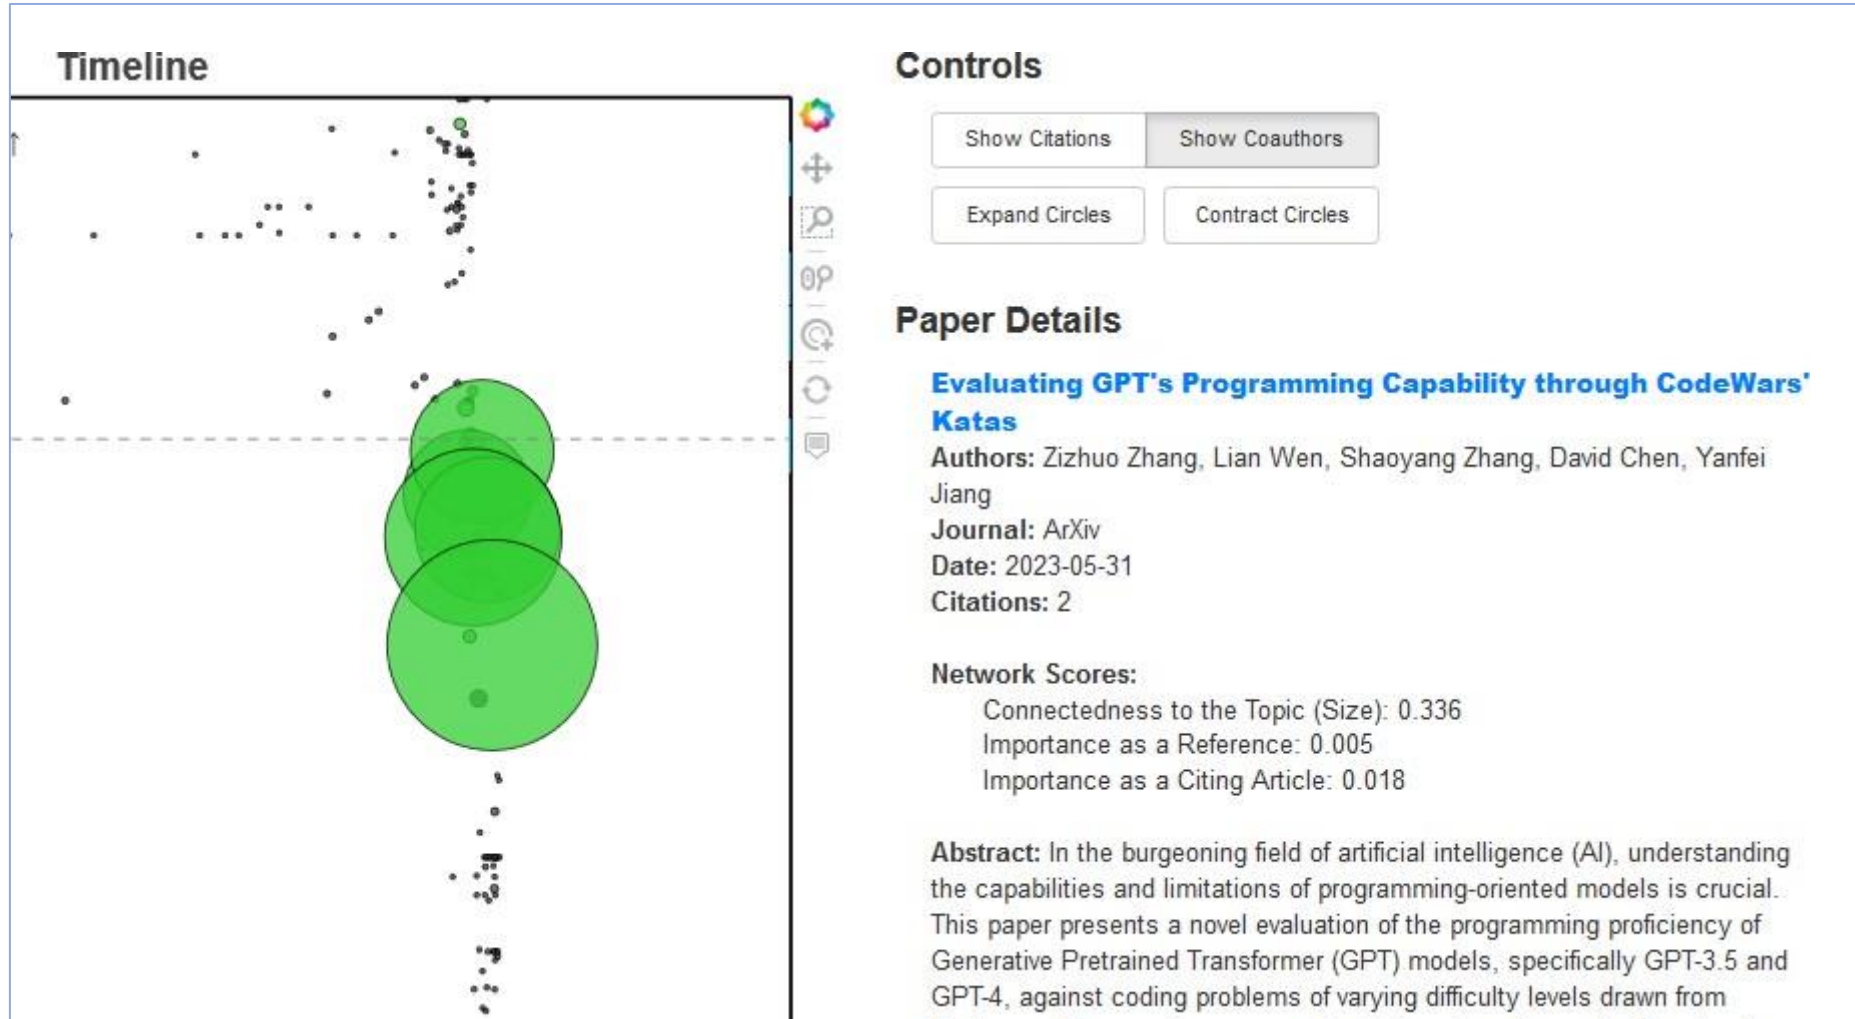 Timeline
Controls
Show Citations
Show Coauthors
Expand Circles
Contract Circles
Paper Details
Evaluating GPT's Programming Capability through CodeWars'
Katas
Authors: Zizhuo Zhang, Lian Wen, Shaoyang Zhang, David Chen, Yanfei
Jiang
Journal: ArXiv
Date: 2023-05-31
Citations: 2
Network Scores:
Connectedness to the Topic (Size): 0.336
Importance as a Reference: 0.005
Importance as a Citing Article: 0.018
Abstract: In the burgeoning field of artificial intelligence (AI), understanding
the capabilities and limitations of programming-oriented models is crucial.
This paper presents a novel evaluation of the programming proficiency of
Generative Pretrained Transformer (GPT) models, specifically GPT-3.5 and
GPT-4, against coding problems of varying difficulty levels drawn from